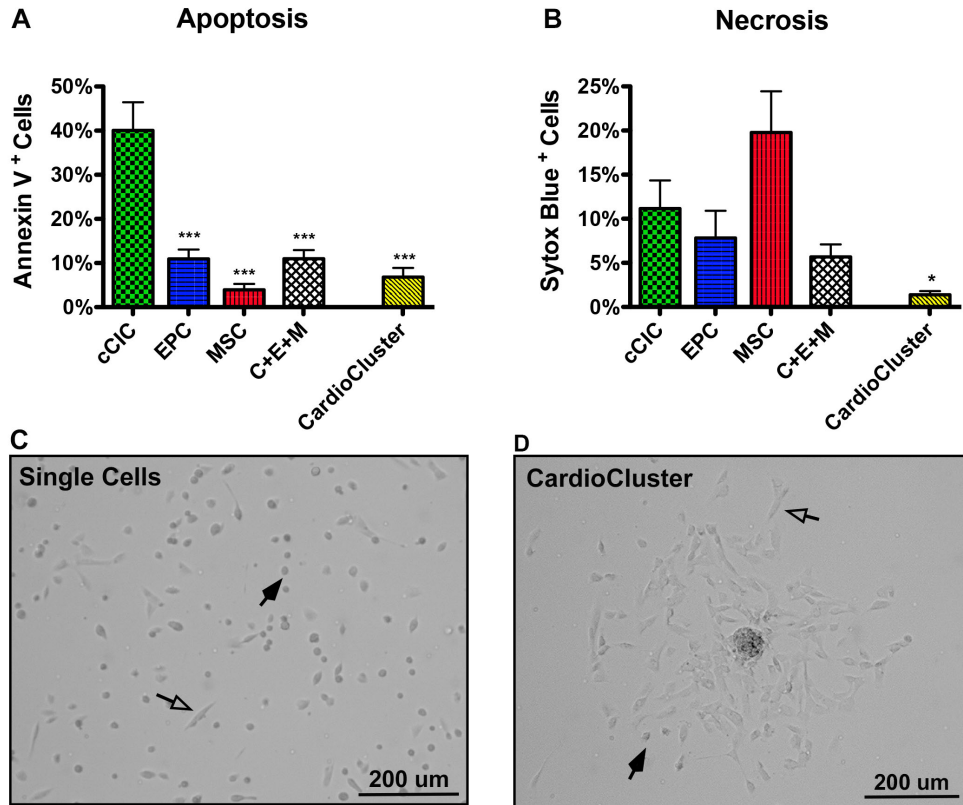 A
Apoptosis
Annexin V + Cells
50%
40%
30%
20%
10%
0%
***
***
***
***
cCIC
EPC
MSC
C+E+M
CardioCluster
B
Necrosis
Sytox Blue + Cells
25%
20%
15%
10%
5%
0%
*
cCIC
EPC
MSC
C+E+M
CardioCluster
C
Single Cells
200 um
D
CardioCluster
200 um